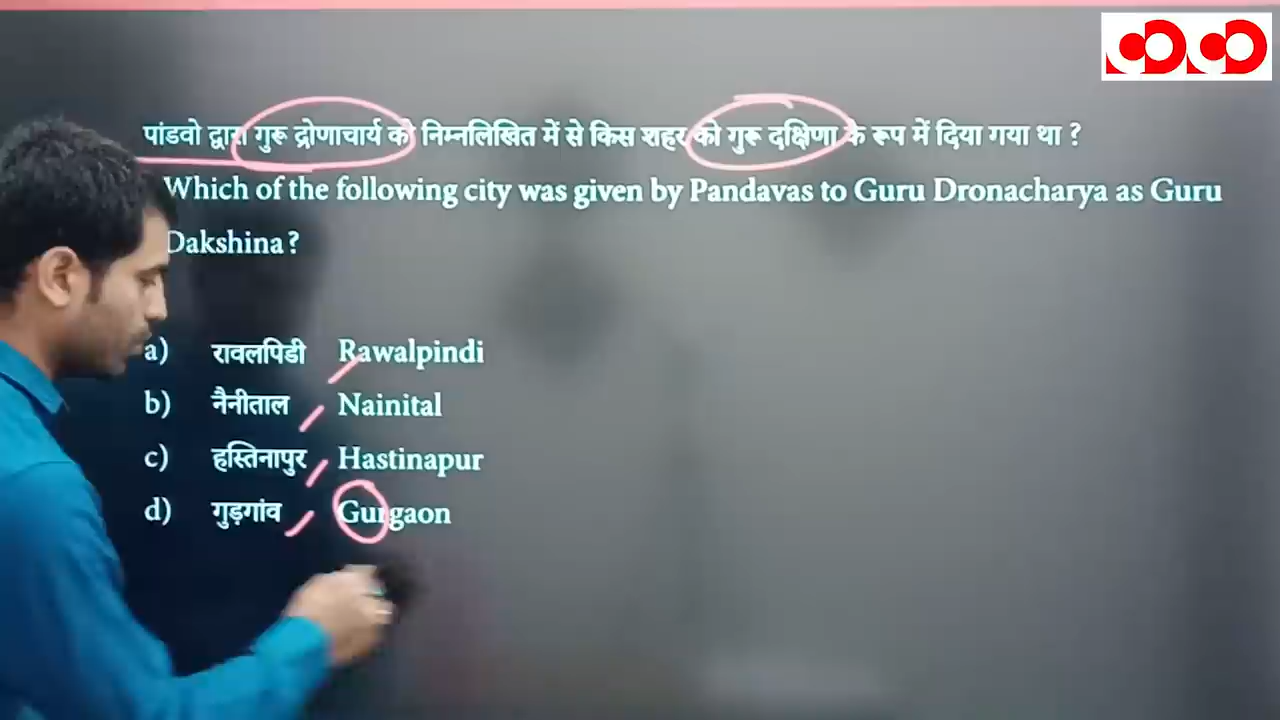 पांडवो द्वारा गुरू द्रोणाचार्य को निम्नलिखित में से किस शहर को गुरू दक्षिणा के रूप में दिया गया था ?
Which of the following city was given by Pandavas to Guru Dronacharya as Guru
Dakshina ?
a) रावलपिडी Rawalpindi
b) नैनीताल Nainital
c) हस्तिनापुर Hastinapur
d) गुड़गांव Gurgaon